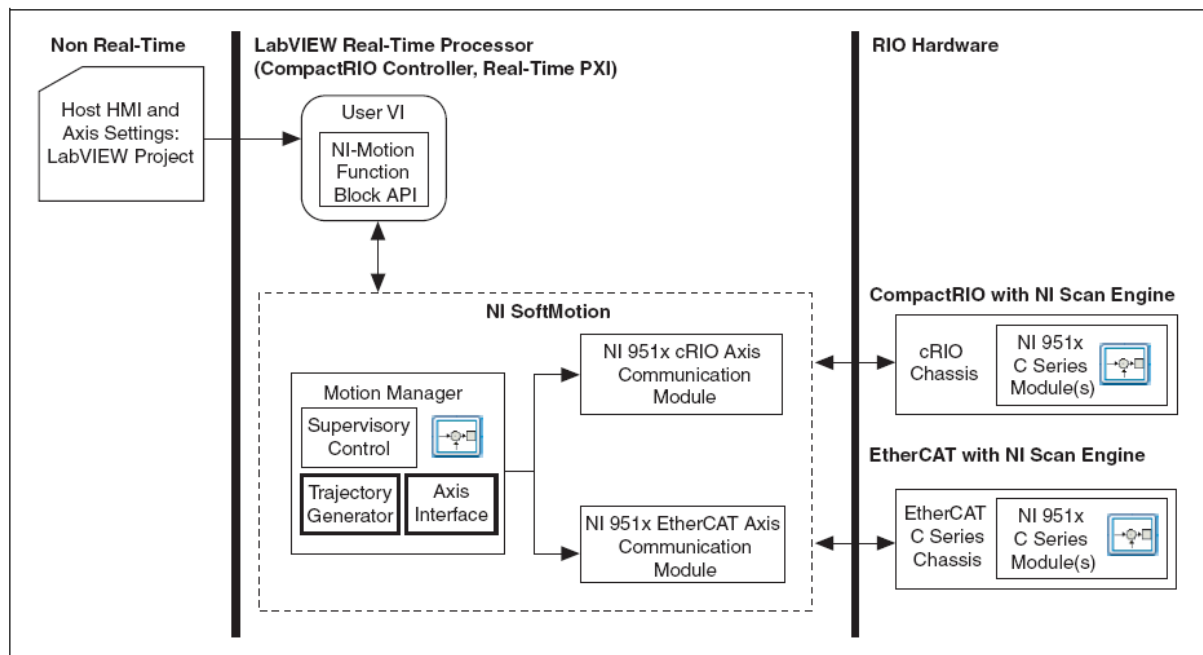 Non Real-Time
LabVIEW Real-Time Processor
(CompactRIO Controller, Real-Time PXI)
RIO Hardware
Host HMI and
Axis Settings:
LabVIEW Project
User VI
NI-Motion
Function
Block API
NI SoftMotion
Motion Manager
Supervisory
Control
Trajectory
Generator
Axis
Interface
NI 951x cRIO Axis
Communication
Module
NI 951x EtherCAT Axis
Communication
Module
CompactRIO with NI Scan Engine
cRIO
Chassis
NI 951x
C Series
Module(s)
EtherCAT with NI Scan Engine
EtherCAT
C Series
Chassis
NI 951x
C Series
Module(s)